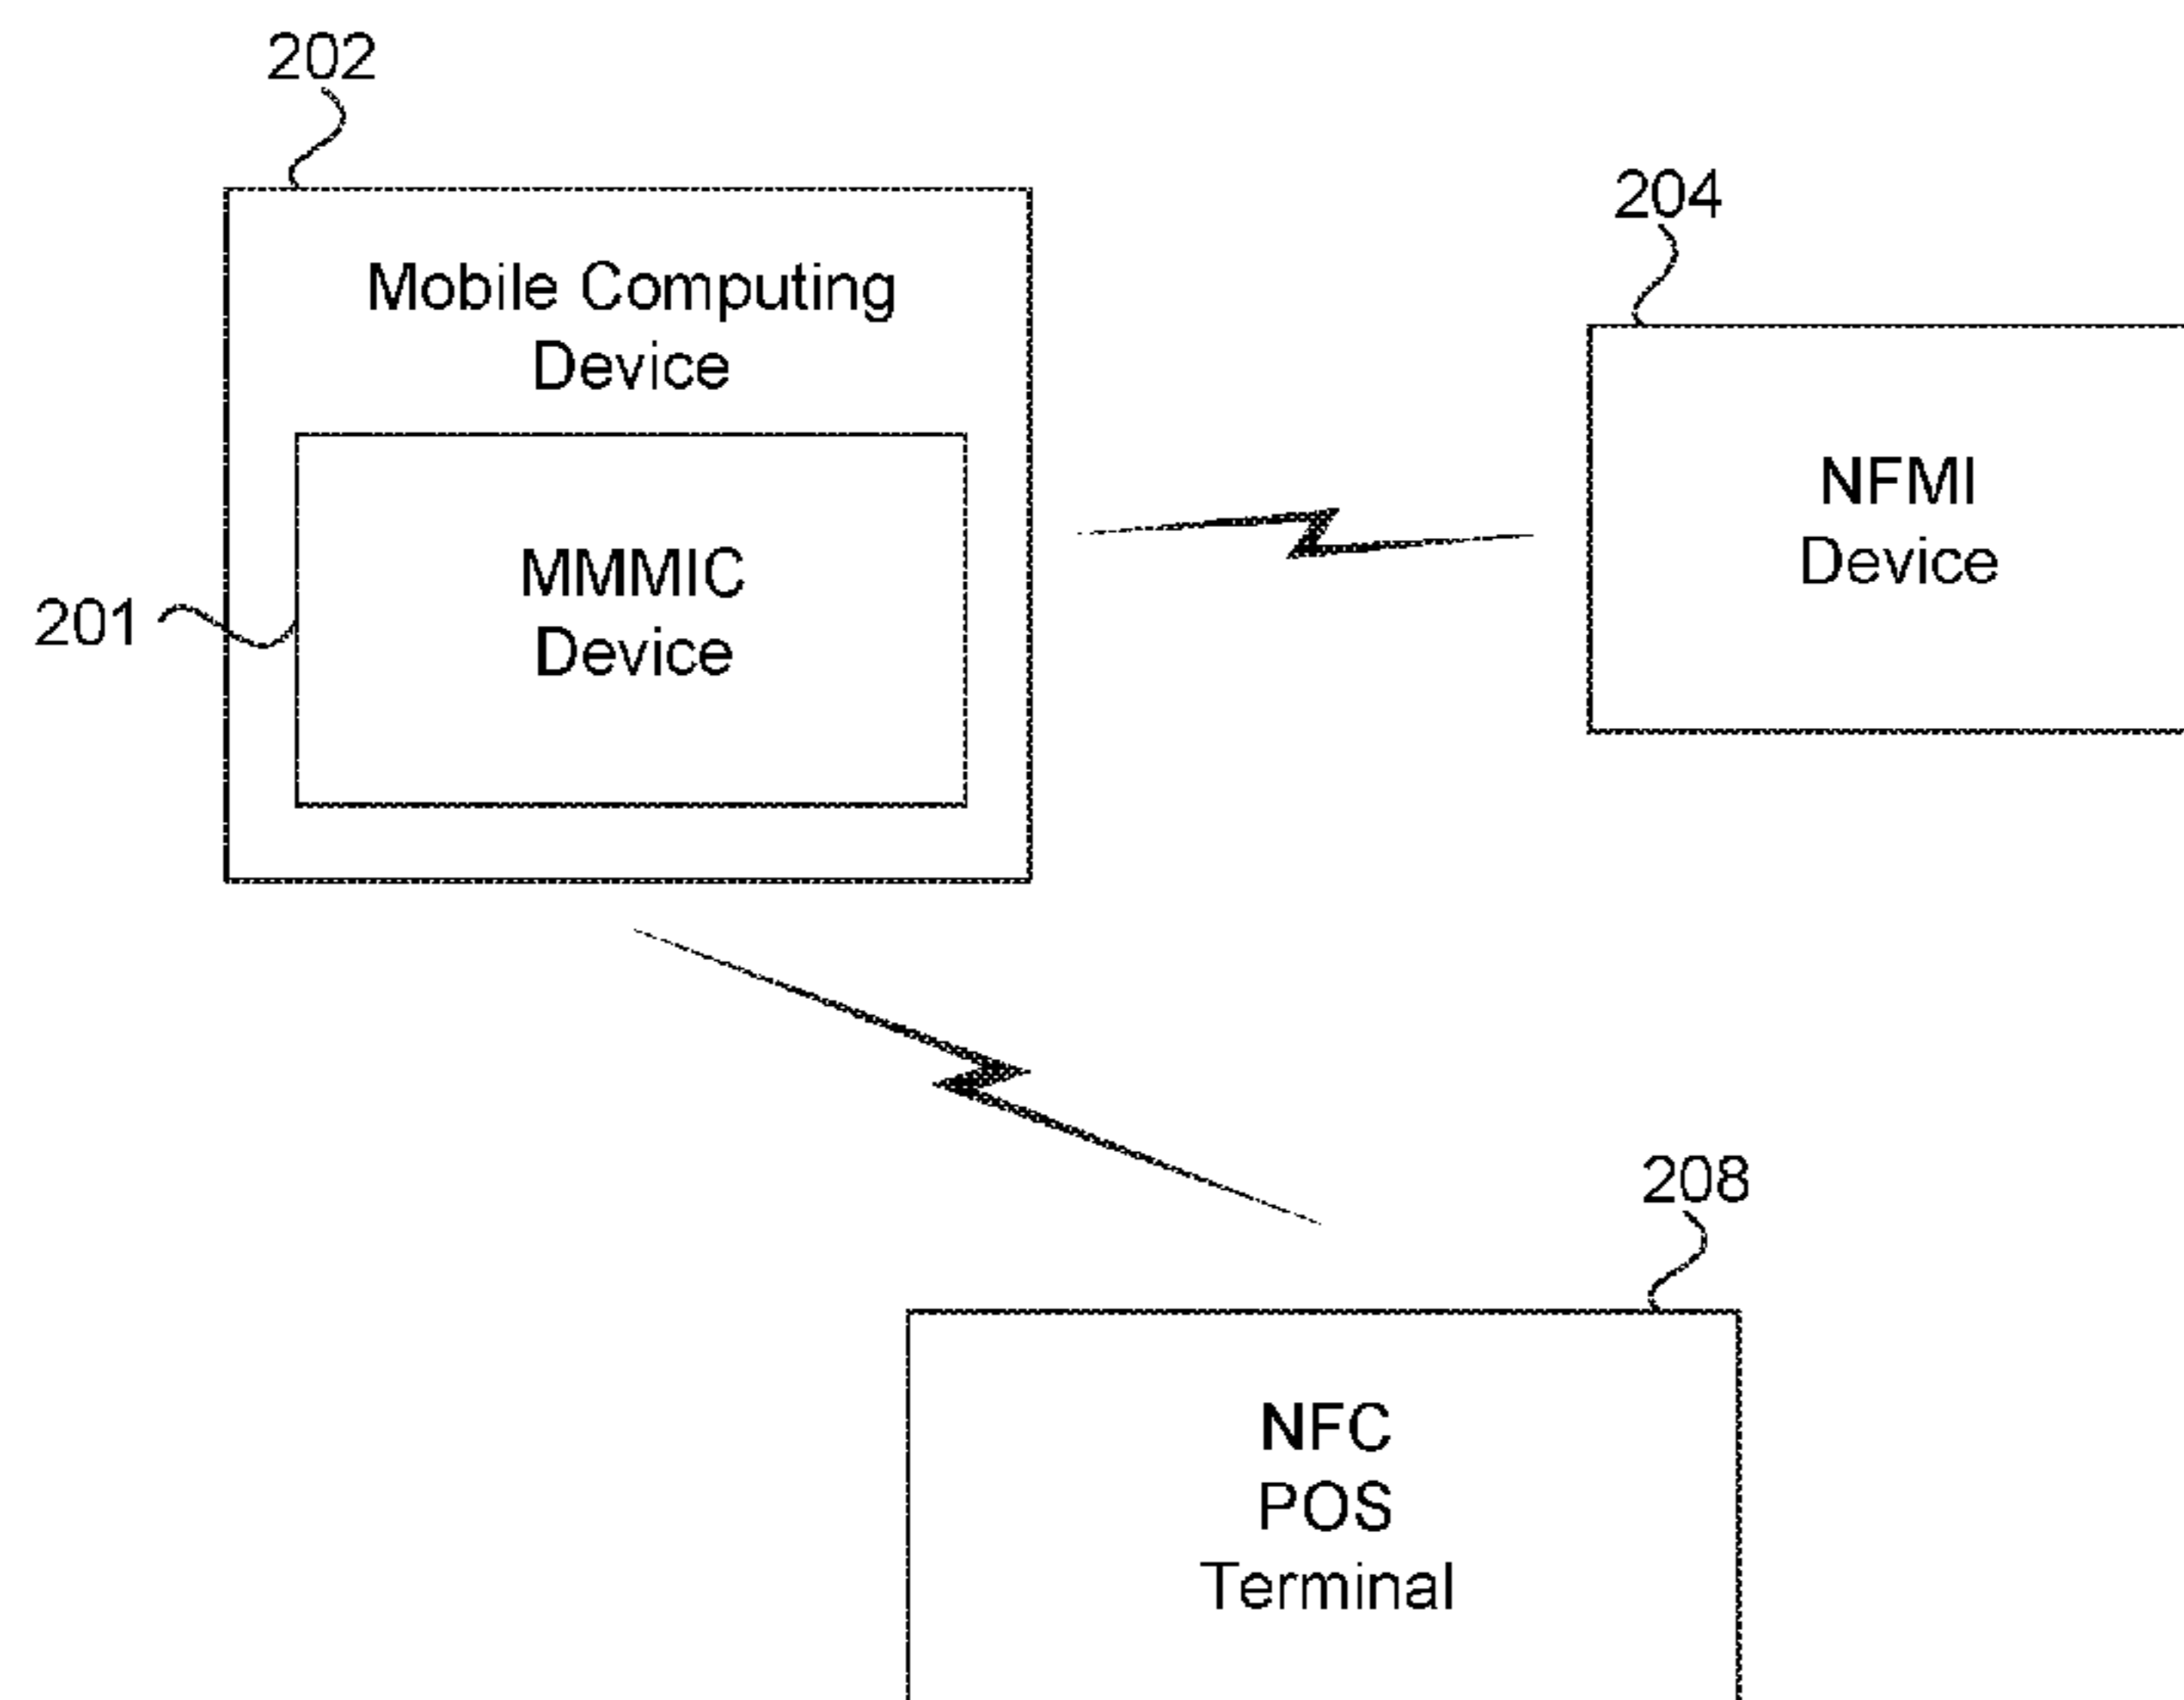 202
204
Mobile Computing
Device
NFMI
Device
MMMIC
Device
201
208
NFC
POS
Terminal